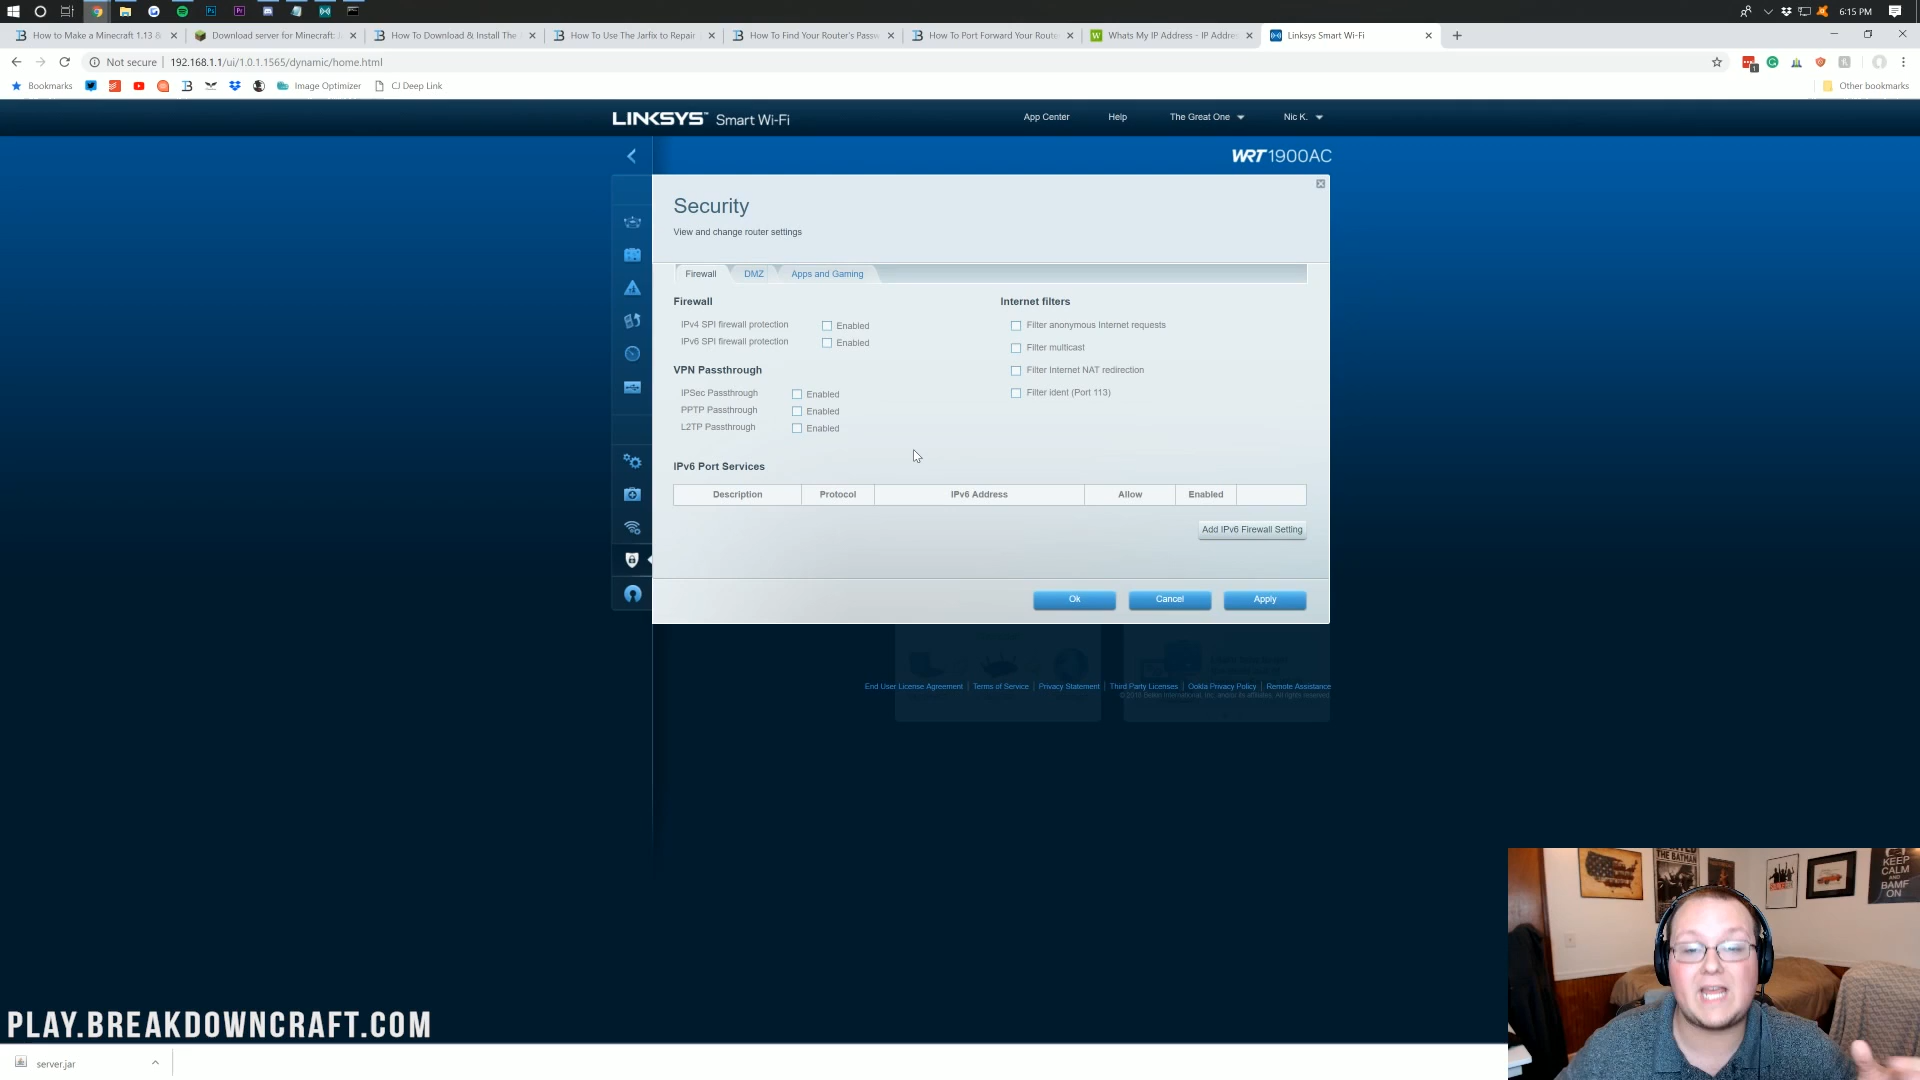 6:15 PM
How to Make a Minecraft 1.13 &
Download server for Minecraft: J
How To Download & Install The
How To Use The Jarfix to Repair
How To Find Your Router's Passw
How To Port Forward Your Route
Whats My IP Address - IP Addre
Linksys Smart Wi-Fi
Not secure | 192.168.1.1/ui/1.0.1.1565/dynamic/home.html
Bookmarks
Image Optimizer
CJ Deep Link
Other bookmarks
LINKSYS Smart Wi-Fi
App Center
Help
The Great One
Nic K.
WRT 1900AC
Security
View and change router settings
Firewall
DMZ
Apps and Gaming
Firewall
IPv4 SPI firewall protection
Enabled
IPv6 SPI firewall protection
Enabled
VPN Passthrough
IPSec Passthrough
Enabled
PPTP Passthrough
Enabled
L2TP Passthrough
Enabled
Internet filters
Filter anonymous Internet requests
Filter multicast
Filter Internet NAT redirection
Filter ident (Port 113)
IPv6 Port Services
Description
Protocol
IPv6 Address
Allow
Enabled
Add IPv6 Firewall Setting
Ok
Cancel
Apply
End User License Agreement | Terms of Service | Privacy Statement | Third Party Licenses | Ookla Privacy Policy | Remote Assistance
KEEP
CALM
AND
BAMF
ON
THE BATMAN
PLAY.BREAKDOWNCRAFT.COM
server.jar